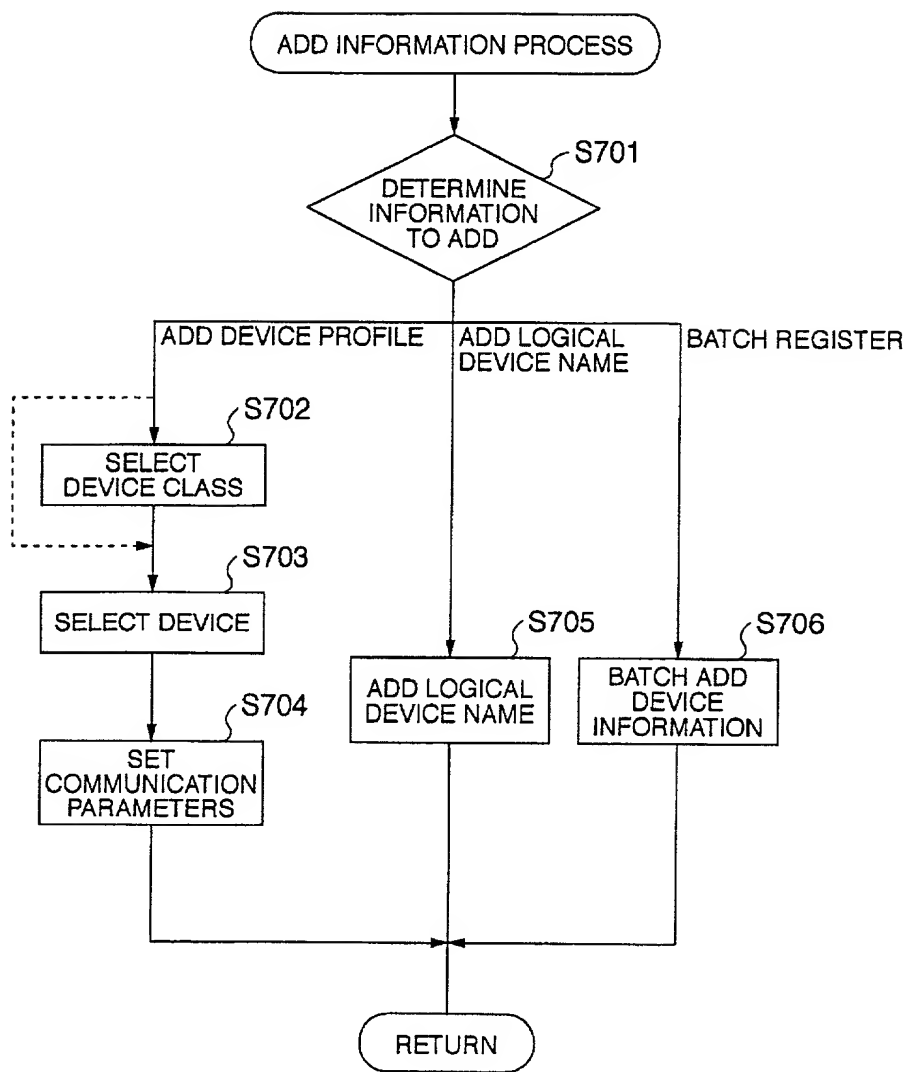 ADD INFORMATION PROCESS
S701
DETERMINE
INFORMATION
TO ADD
ADD DEVICE PROFILE
ADD LOGICAL
DEVICE NAME
BATCH REGISTER
S702
SELECT
DEVICE CLASS
S703
SELECT DEVICE
S704
SET
COMMUNICATION
PARAMETERS
S705
ADD LOGICAL
DEVICE NAME
S706
BATCH ADD
DEVICE
INFORMATION
RETURN